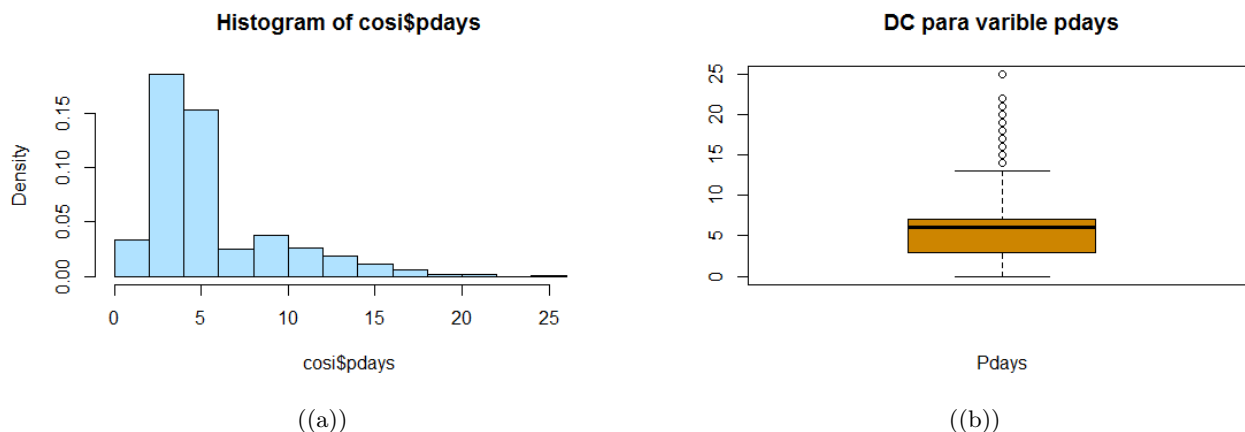 Histogram of cosi$pdays
Density
0.00 0.05 0.10 0.15
0 5 10 15 20 25
cosi$pdays
((a))
DC para varible pdays
0 5 10 15 20 25
Pdays
((b))